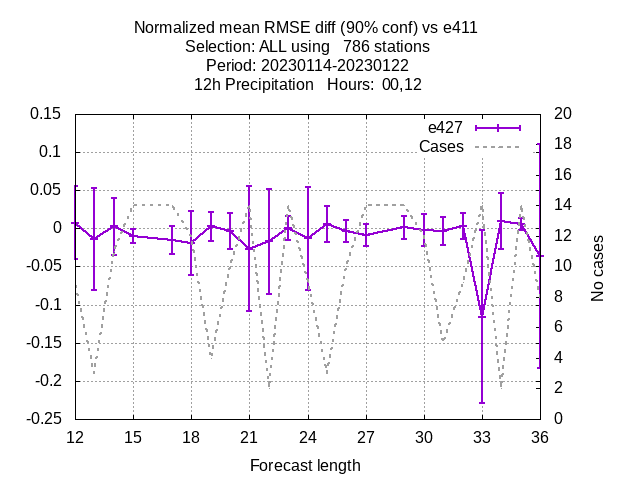 Normalized mean RMSE diff (90% conf) vs e411
Selection: ALL using   786 stations
Period: 20230114-20230122
12h Precipitation   Hours:  00,12
0.15
0.1
0.05
0
-0.05
-0.1
-0.15
-0.2
-0.25
20
18
16
14
12
10
8
6
4
2
0
e427
Cases
No cases
12 15 18 21 24 27 30 33 36
Forecast length